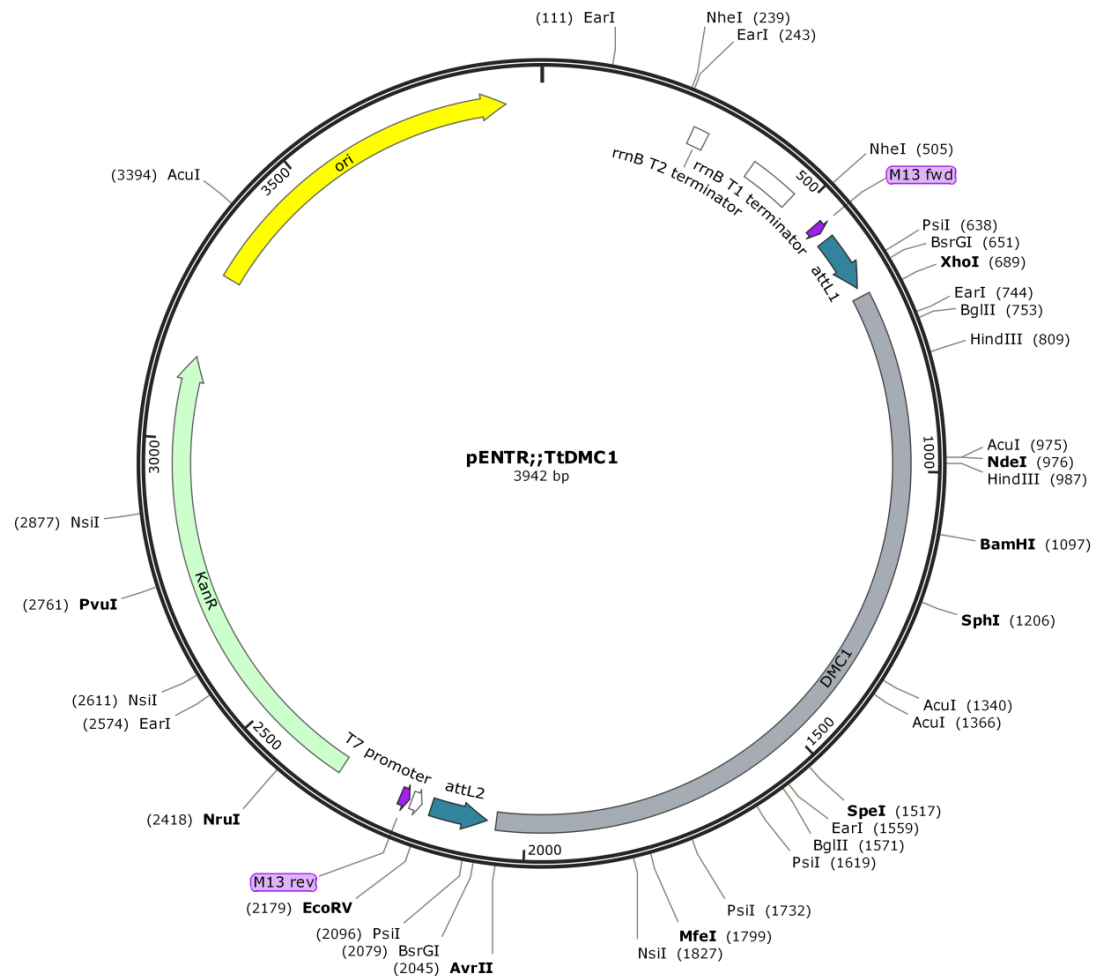 (111) EarI
NheI (239)
EarI (243)
NheI (505)
M13 fwd
PsiI (638)
BsrGI (651)
XhoI (689)
EarI (744)
BglII (753)
HindIII (809)
AcuI (975)
NdeI (976)
HindIII (987)
BamHI (1097)
SphI (1206)
AcuI (1340)
AcuI (1366)
SpeI (1517)
EarI (1559)
BglII (1571)
PsiI (1619)
PsiI (1732)
MfeI (1799)
NsiI (1827)
(2045) AvrII
(2079) BsrGI
(2096) PsiI
(2179) EcoRV
M13 rev
(2418) NruI
(2574) EarI
(2611) NsiI
(2761) PvuI
(2877) NsiI
(3394) AcuI
500
1000
1500
2000
2500
3000
3500
ori
rrnB T2 terminator
rrnB T1 terminator
attL1
DMC1
attL2
T7 promoter
KanR
pENTR;;TtDMC1
3942 bp